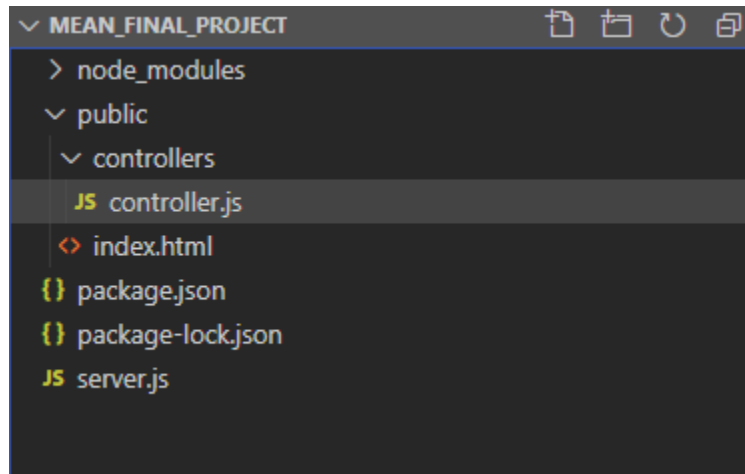 MEAN_FINAL_PROJECT
node_modules
public
controllers
JS controller.js
<> index.html
{} package.json
{} package-lock.json
JS server.js